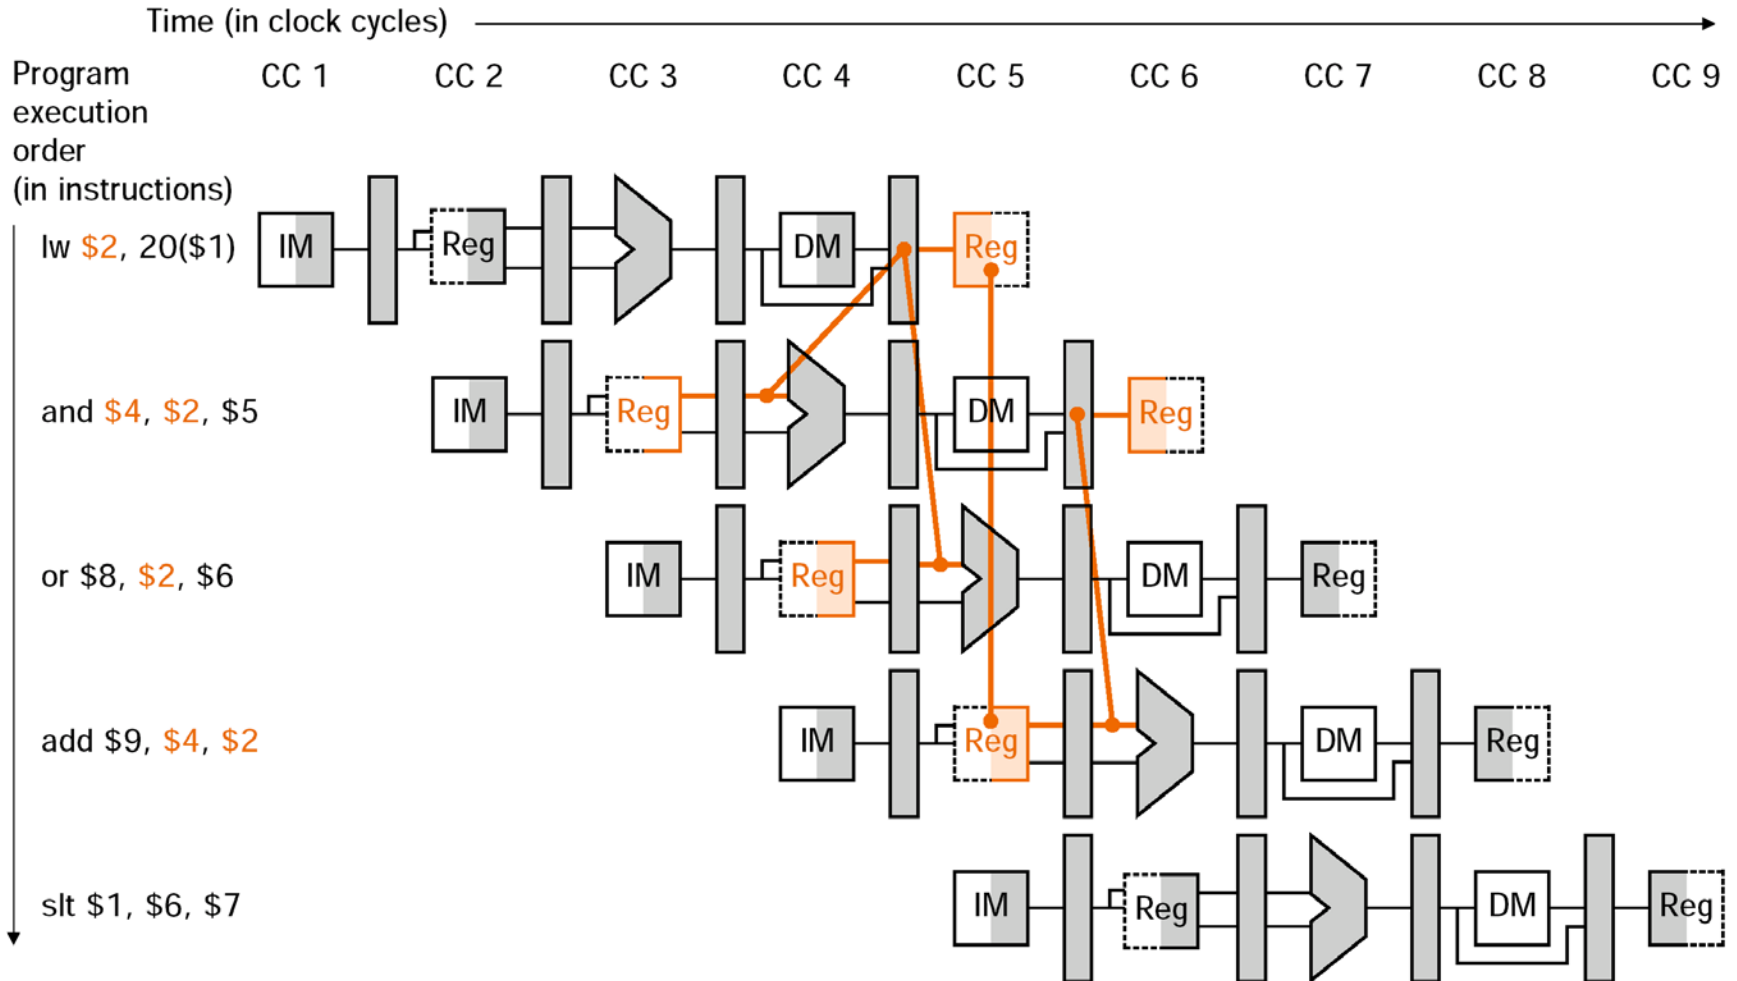 Time (in clock cycles)
Program
execution
order
(in instructions)
CC 1 CC 2 CC 3 CC 4 CC 5 CC 6 CC 7 CC 8 CC 9
lw $2, 20($1) IM Reg DM Reg
and $4, $2, $5 IM Reg DM Reg
or $8, $2, $6 IM Reg DM Reg
add $9, $4, $2 IM Reg DM Reg
slt $1, $6, $7 IM Reg DM Reg